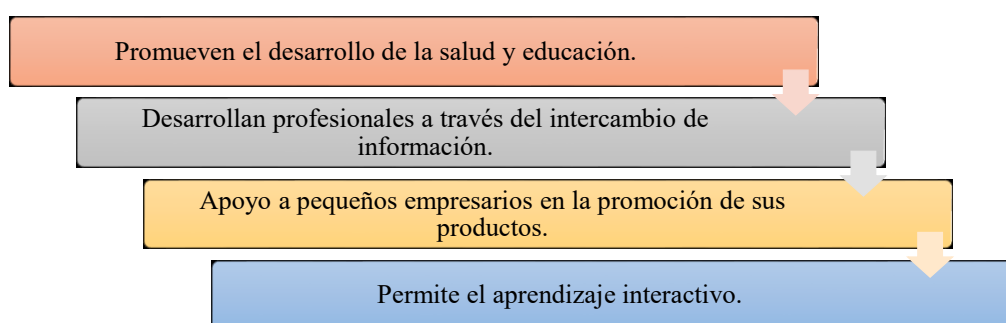 Promueven el desarrollo de la salud y educación.
Desarrollan profesionales a través del intercambio de
información.
Apoyo a pequeños empresarios en la promoción de sus
productos.
Permite el aprendizaje interactivo.